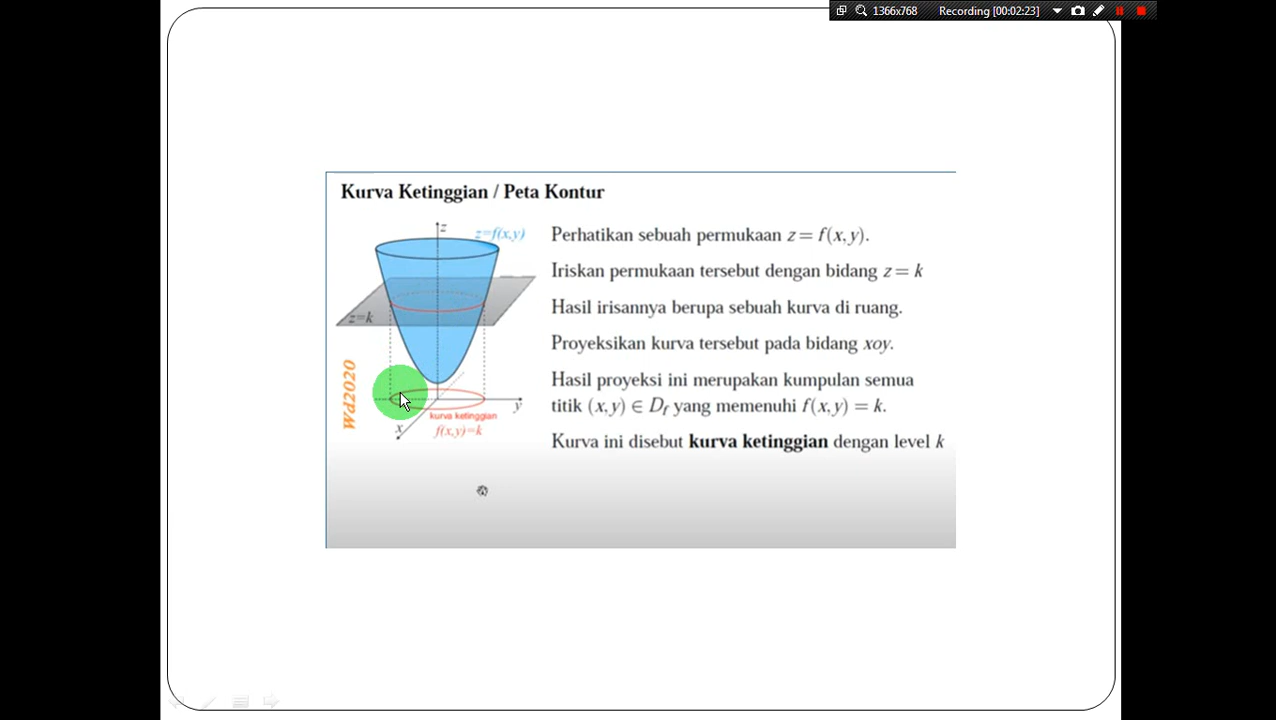 1366x768 Recording [00:02:23]
Kurva Ketinggian / Peta Kontur
z
z=f(x,y)
Perhatikan sebuah permukaan z = f(x,y).
Iriskan permukaan tersebut dengan bidang z = k
Hasil irisannya berupa sebuah kurva di ruang.
z=k
Proyeksikan kurva tersebut pada bidang xoy.
Wd2020
Hasil proyeksi ini merupakan kumpulan semua
titik (x, y) ∈ D_f yang memenuhi f(x, y) = k.
y
kurva ketinggian
x
f(x,y)=k
Kurva ini disebut kurva ketinggian dengan level k